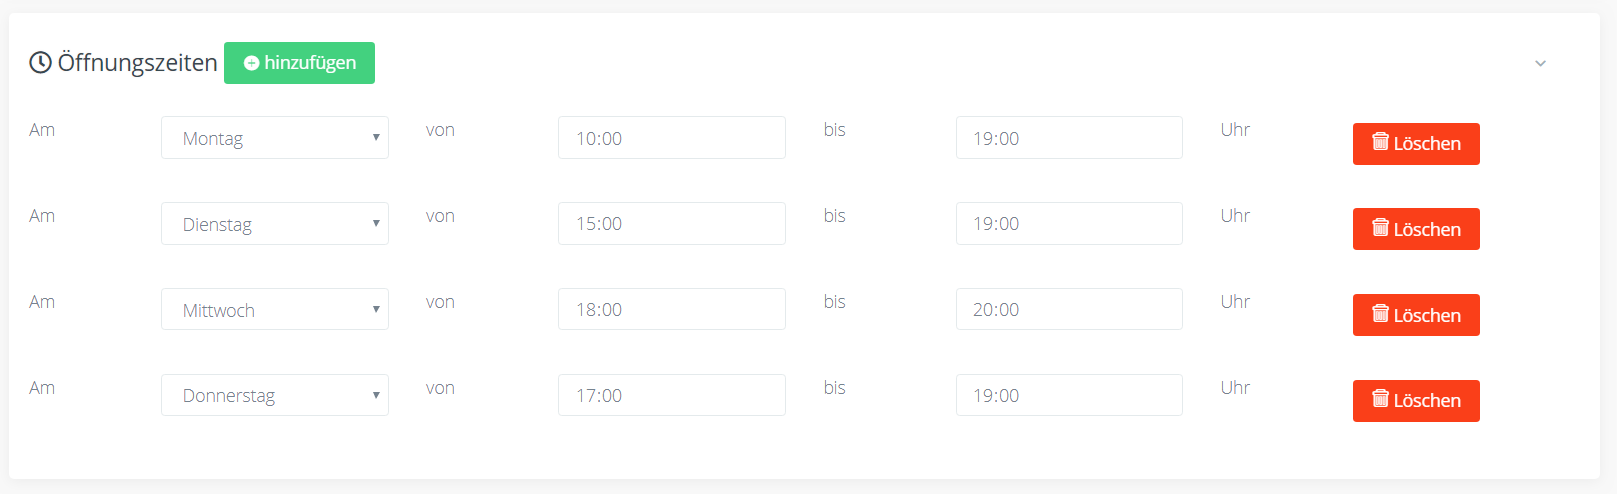 Öffnungszeiten hinzufügen
Am Montag von 10:00 bis 19:00 Uhr Löschen
Am Dienstag von 15:00 bis 19:00 Uhr Löschen
Am Mittwoch von 18:00 bis 20:00 Uhr Löschen
Am Donnerstag von 17:00 bis 19:00 Uhr Löschen